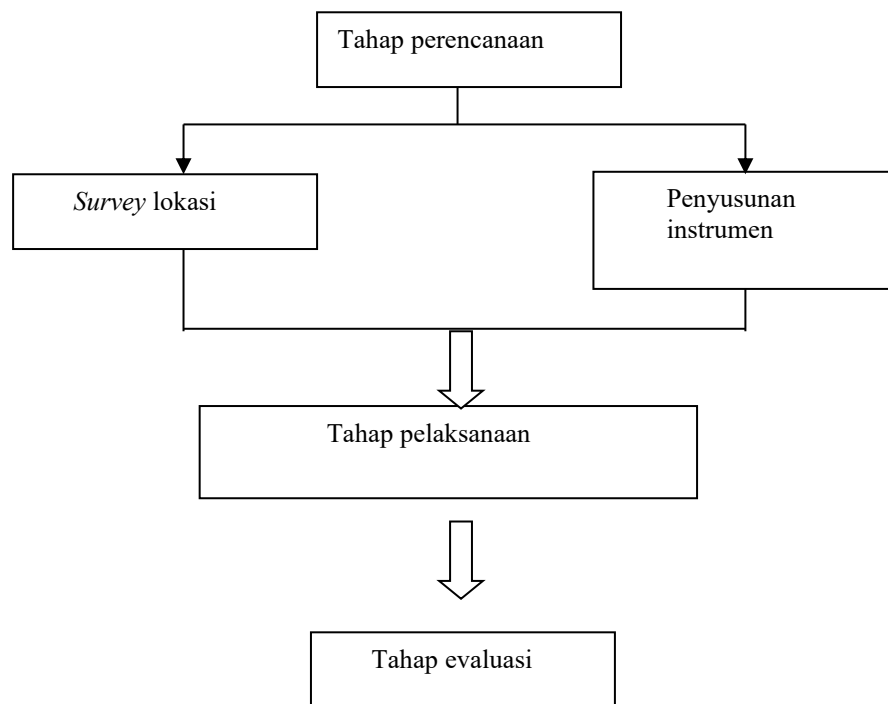 Tahap perencanaan
Survey lokasi
Penyusunan
instrumen
Tahap pelaksanaan
Tahap evaluasi